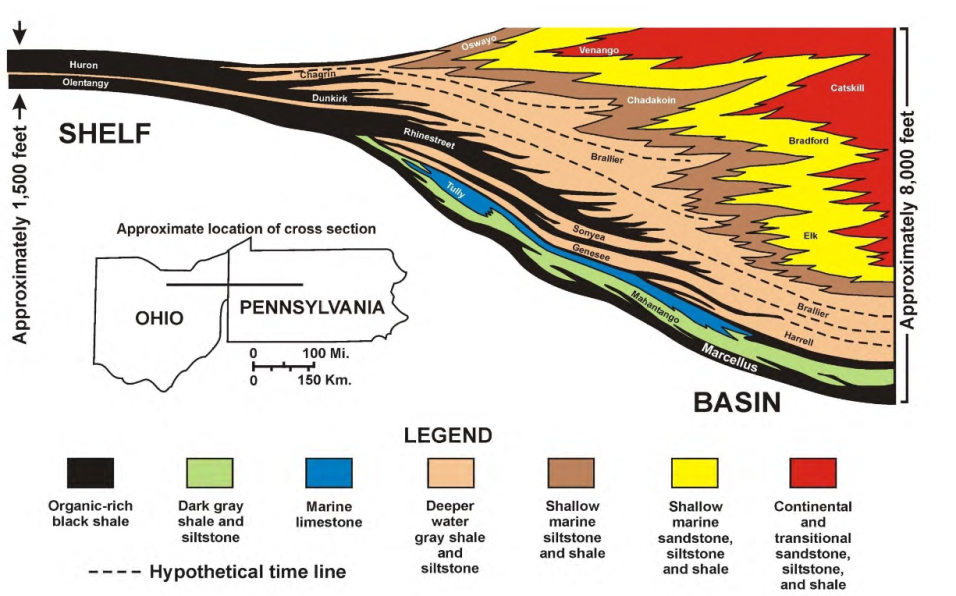 Oswayo
Venango
Huron
Chagrin
Olentangy
Catskill
Dunkirk
Chadakoin
SHELF
Rhinestreet
Bradford
Brallier
Tully
Approximately 1,500 feet
Approximately 8,000 feet
Approximate location of cross section
Sonyea
Elk
Genesee
OHIO
PENNSYLVANIA
Mahantango
Brallier
Harrell
0 100 Mi.
0 150 Km.
Marcellus
BASIN
LEGEND
Organic-rich
black shale
Dark gray
shale and
siltstone
Marine
limestone
Deeper
water
gray shale
and
siltstone
Shallow
marine
siltstone
and shale
Shallow
marine
sandstone,
siltstone
and shale
Continental
and
transitional
sandstone,
siltstone,
and shale
Hypothetical time line